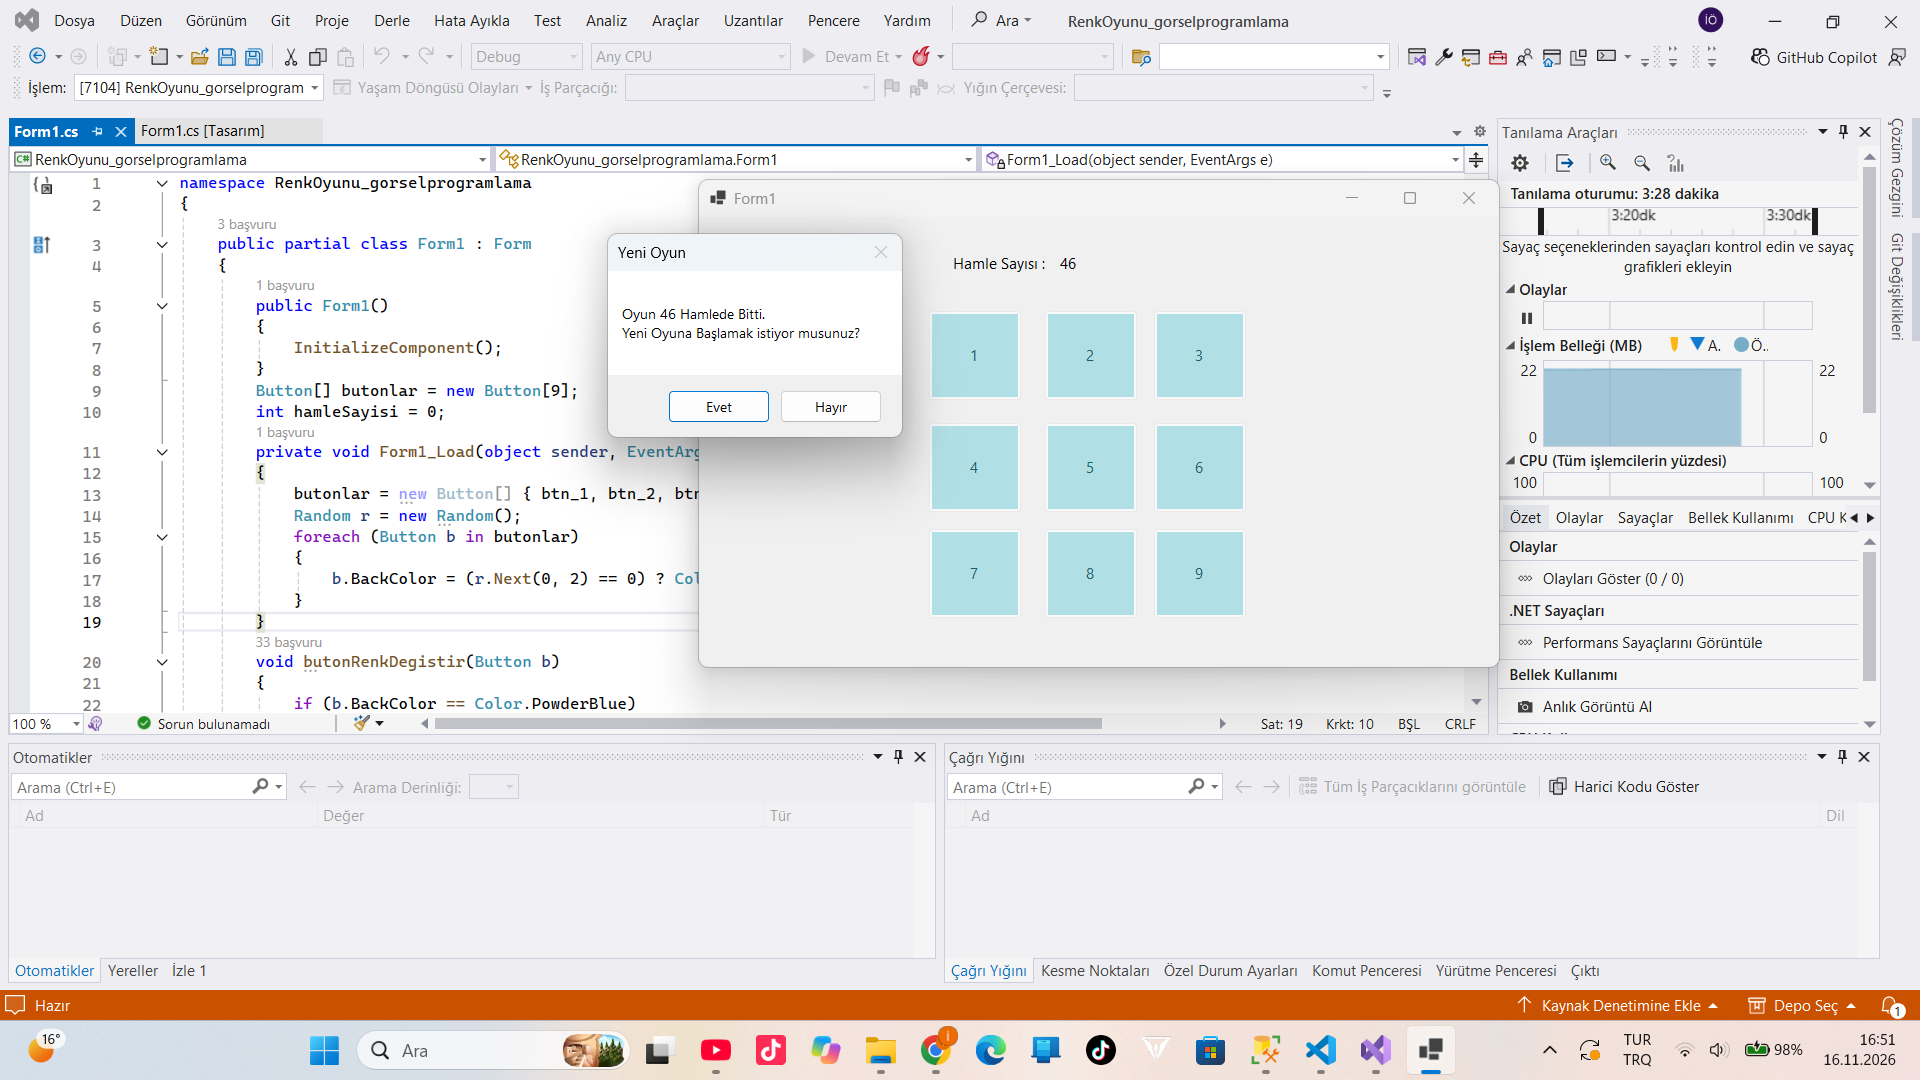 Dosya Düzen Görünüm Git Proje Derle Hata Ayıkla Test Analiz Araçlar Uzantılar Pencere Yardım Ara RenkOyunu_gorselprogramlama İÖ
Debug Any CPU Devam Et GitHub Copilot
İşlem: [7104] RenkOyunu_gorselprogram Yaşam Döngüsü Olayları İş Parçacığı: Yığın Çerçevesi:
Form1.cs Form1.cs [Tasarım]
C# RenkOyunu_gorselprogramlama RenkOyunu_gorselprogramlama.Form1 Form1_Load(object sender, EventArgs e)
1 namespace RenkOyunu_gorselprogramlama
2 {
3 başvuru
3 public partial class Form1 : Form
4 {
1 başvuru
5 public Form1()
6 {
7 InitializeComponent();
8 }
9 Button[] butonlar = new Button[9];
10 int hamleSayisi = 0;
1 başvuru
11 private void Form1_Load(object sender, EventArg
12 {
13 butonlar = new Button[] { btn_1, btn_2, btn
14 Random r = new Random();
15 foreach (Button b in butonlar)
16 {
17 b.BackColor = (r.Next(0, 2) == 0) ? Col
18 }
19 }
33 başvuru
20 void butonRenkDegistir(Button b)
21 {
22 if (b.BackColor == Color.PowderBlue)
100 % Sorun bulunamadı Sat: 19 Krkt: 10 BŞL CRLF
Form1
Hamle Sayısı : 46
1 2 3
4 5 6
7 8 9
Yeni Oyun
Oyun 46 Hamlede Bitti.
Yeni Oyuna Başlamak istiyor musunuz?
Evet Hayır
Tanılama Araçları
Tanılama oturumu: 3:28 dakika
3:20dk 3:30dk
Sayaç seçeneklerinden sayaçları kontrol edin ve sayaç
grafikleri ekleyin
Olaylar
İşlem Belleği (MB) A. Ö..
22 22
0 0
CPU (Tüm işlemcilerin yüzdesi)
100 100
Özet Olaylar Sayaçlar Bellek Kullanımı CPU K
Olaylar
Olayları Göster (0 / 0)
.NET Sayaçları
Performans Sayaçlarını Görüntüle
Bellek Kullanımı
Anlık Görüntü Al
Çözüm Gezgini
Git Değişiklikleri
Otomatikler
Arama (Ctrl+E) Arama Derinliği:
Ad Değer Tür
Otomatikler Yereller İzle 1
Çağrı Yığını
Arama (Ctrl+E) Tüm İş Parçacıklarını görüntüle Harici Kodu Göster
Ad Dil
Çağrı Yığını Kesme Noktaları Özel Durum Ayarları Komut Penceresi Yürütme Penceresi Çıktı
Hazır Kaynak Denetimine Ekle Depo Seç 1
16° Ara TUR 98% 16:51
TRQ 16.11.2026